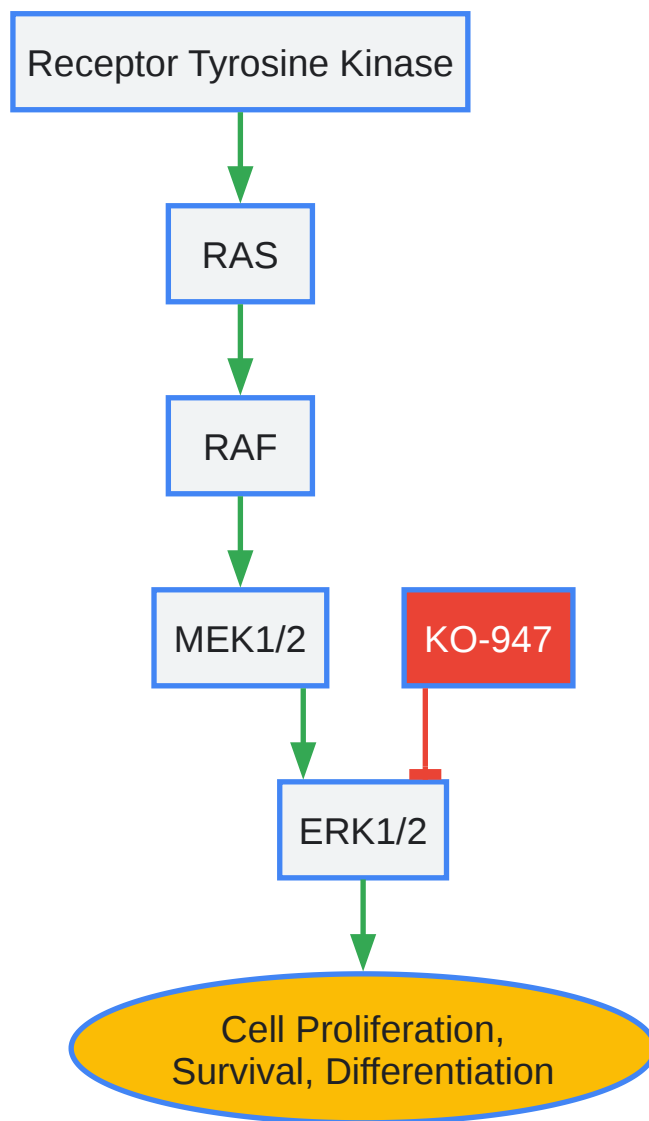 Receptor Tyrosine Kinase
RAS
RAF
MEK1/2
KO-947
ERK1/2
Cell Proliferation,
Survival, Differentiation